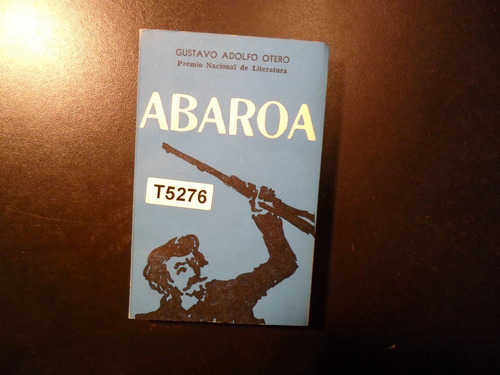 GUSTAVO ADOLFO OTERO
Premio Nacional de Literatura
ABAROA
T5276